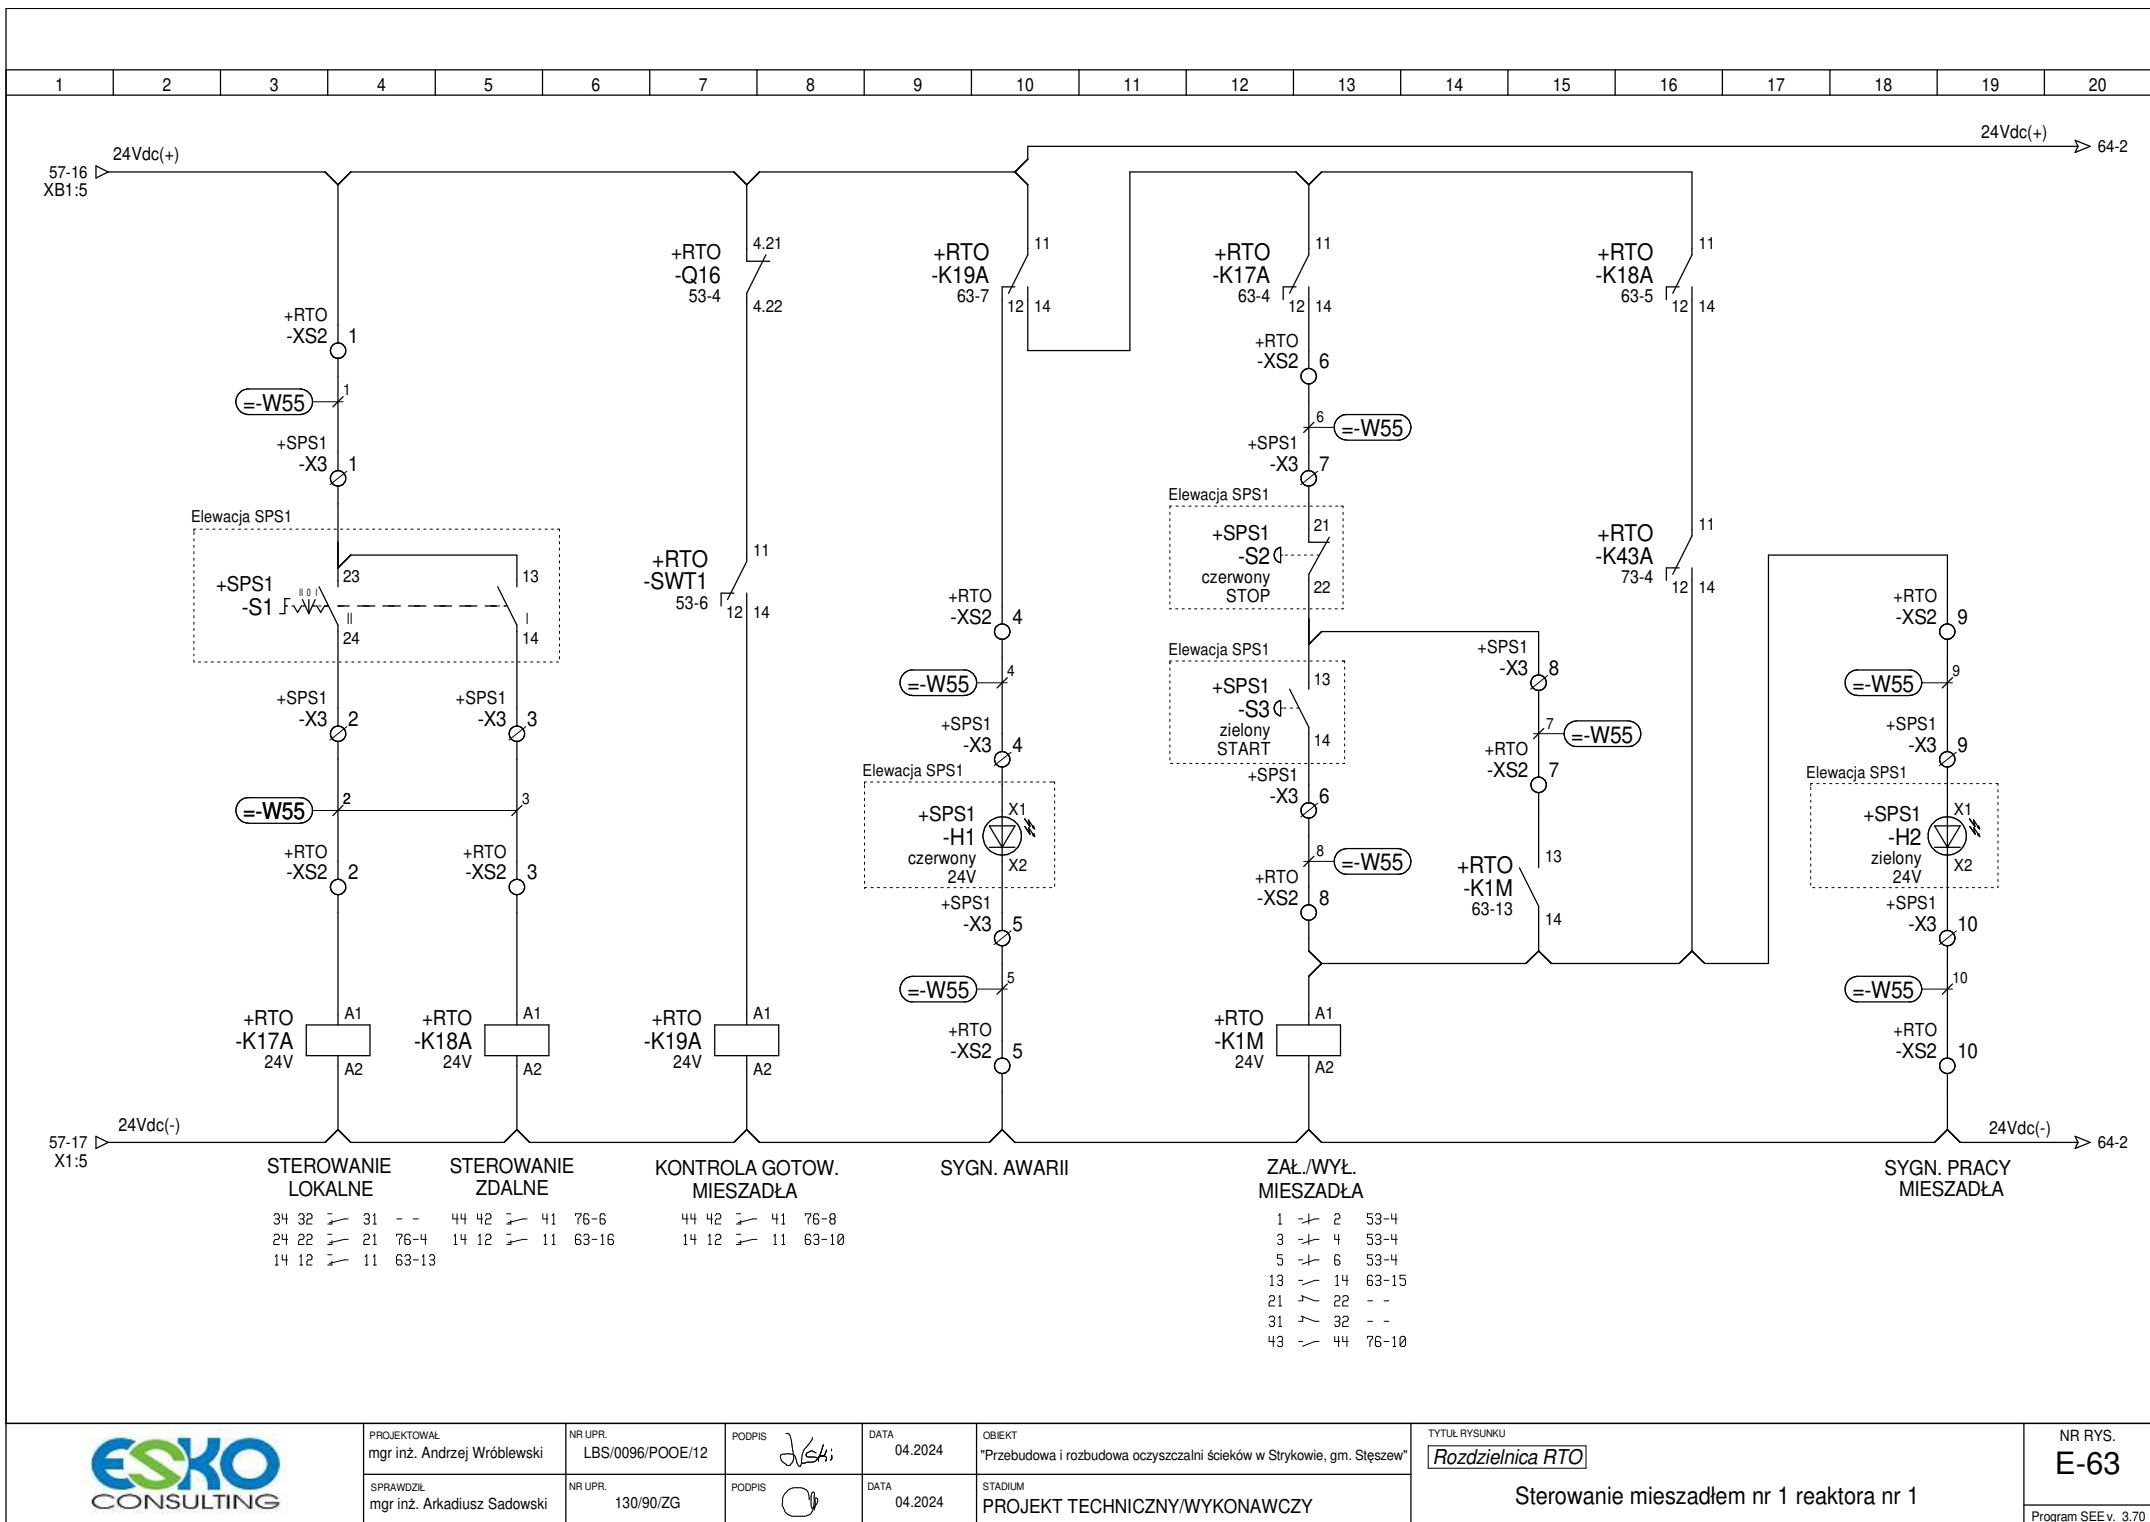 1 2 3 4 5 6 7 8 9 10 11 12 13 14 15 16 17 18 19 20
24Vdc(+)
57-16
XB1:5
24Vdc(+)
64-2
+RTO
-XS2 1
=-W55 1
+SPS1
-X3 1
Elewacja SPS1
+SPS1
-S1
II 0 I
23
II
24
13
I
14
+SPS1
-X3 2
+SPS1
-X3 3
=-W55 2 3
+RTO
-XS2 2
+RTO
-XS2 3
+RTO
-K17A
24V
A1
A2
+RTO
-K18A
24V
A1
A2
+RTO
-Q16
53-4
4.21
4.22
+RTO
-SWT1
53-6
11
12 14
+RTO
-K19A
24V
A1
A2
+RTO
-K19A
63-7
11
12 14
+RTO
-XS2 4
=-W55 4
+SPS1
-X3 4
Elewacja SPS1
+SPS1
-H1
czerwony
24V
X1
X2
+SPS1
-X3 5
=-W55 5
+RTO
-XS2 5
+RTO
-K17A
63-4
11
12 14
+RTO
-XS2 6
6 =-W55
+SPS1
-X3 7
Elewacja SPS1
+SPS1
-S2
czerwony
STOP
21
22
Elewacja SPS1
+SPS1
-S3
zielony
START
13
14
+SPS1
-X3 6
8 =-W55
+RTO
-XS2 8
+RTO
-K1M
24V
A1
A2
+SPS1
-X3 8
7 =-W55
+RTO
-XS2 7
+RTO
-K1M
63-13
13
14
+RTO
-K18A
63-5
11
12 14
+RTO
-K43A
73-4
11
12 14
+RTO
-XS2 9
=-W55 9
+SPS1
-X3 9
Elewacja SPS1
+SPS1
-H2
zielony
24V
X1
X2
+SPS1
-X3 10
=-W55 10
+RTO
-XS2 10
24Vdc(-)
57-17
X1:5
24Vdc(-)
64-2
STEROWANIE
LOKALNE
34 32 31 - -
24 22 21 76-4
14 12 11 63-13
STEROWANIE
ZDALNE
44 42 41 76-6
14 12 11 63-16
KONTROLA GOTOW.
MIESZADŁA
44 42 41 76-8
14 12 11 63-10
SYGN. AWARII
ZAŁ./WYŁ.
MIESZADŁA
1 2 53-4
3 4 53-4
5 6 53-4
13 14 63-15
21 22 - -
31 32 - -
43 44 76-10
SYGN. PRACY
MIESZADŁA
ESKO
CONSULTING
PROJEKTOWAŁ
mgr inż. Andrzej Wróblewski
NR UPR.
LBS/0096/POOE/12
PODPIS
DATA
04.2024
OBIEKT
"Przebudowa i rozbudowa oczyszczalni ścieków w Strykowie, gm. Stęszew"
SPRAWDZIŁ
mgr inż. Arkadiusz Sadowski
NR UPR.
130/90/ZG
PODPIS
DATA
04.2024
STADIUM
PROJEKT TECHNICZNY/WYKONAWCZY
TYTUŁ RYSUNKU
Rozdzielnica RTO
Sterowanie mieszadłem nr 1 reaktora nr 1
NR RYS.
E-63
Program SEE v. 3.70